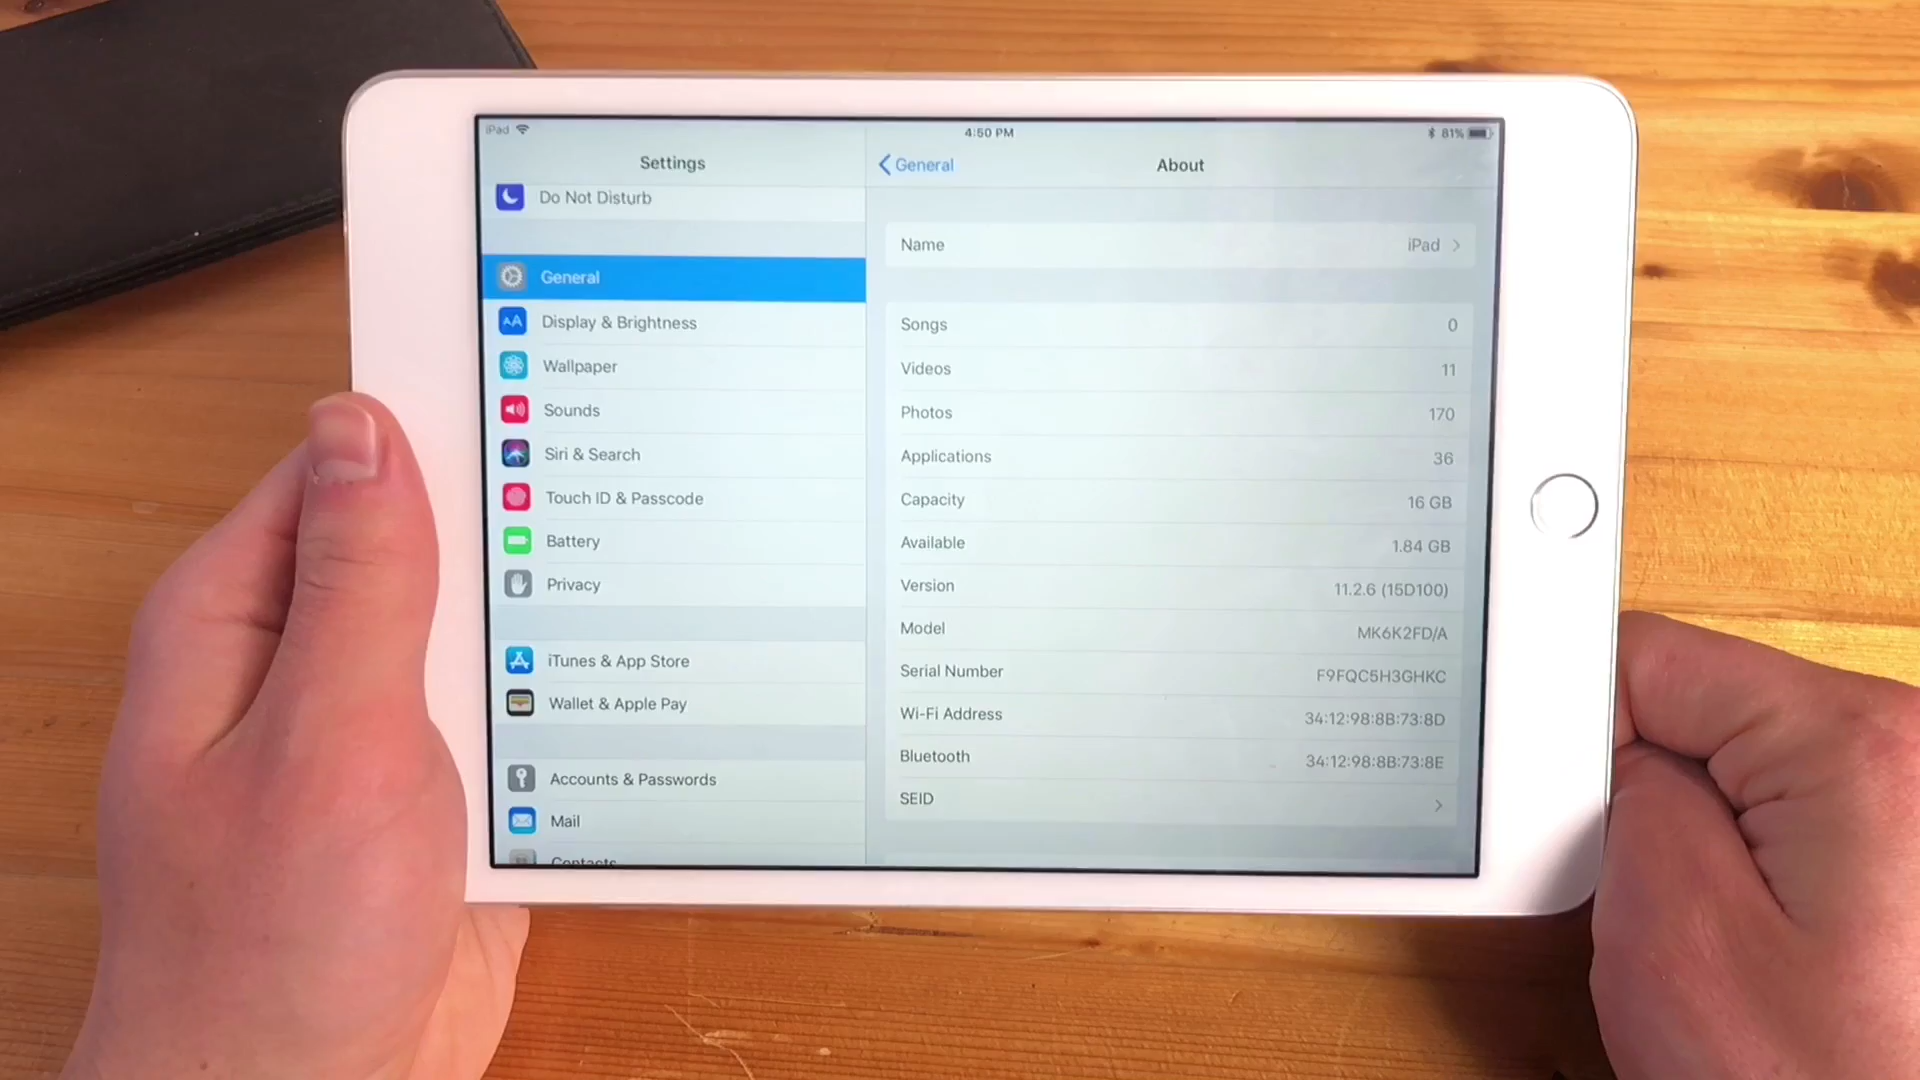 iPad
4:50 PM
81%
Settings
Do Not Disturb
General
Display & Brightness
Wallpaper
Sounds
Siri & Search
Touch ID & Passcode
Battery
Privacy
iTunes & App Store
Wallet & Apple Pay
Accounts & Passwords
Mail
Contacts
General
About
Name iPad
Songs 0
Videos 11
Photos 170
Applications 36
Capacity 16 GB
Available 1.84 GB
Version 11.2.6 (15D100)
Model MK6K2FD/A
Serial Number F9FQC5H3GHKC
Wi-Fi Address 34:12:98:8B:73:8D
Bluetooth 34:12:98:8B:73:8E
SEID